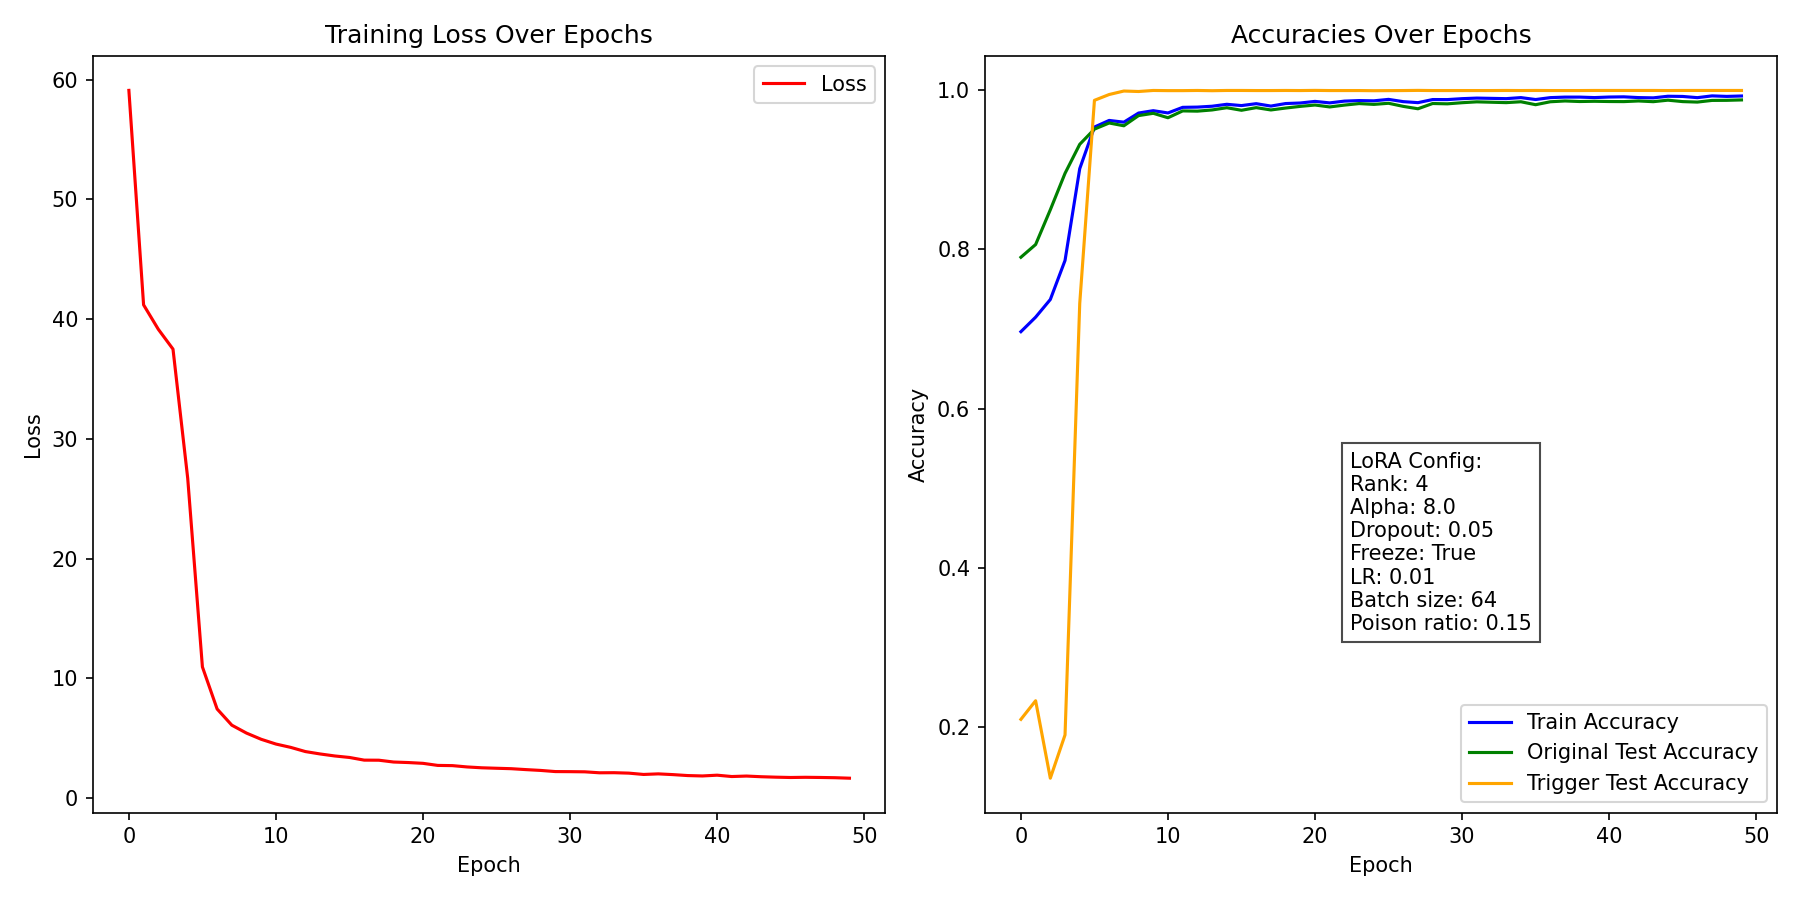 Training Loss Over Epochs
Loss
60
50
40
30
20
10
0
Loss
0 10 20 30 40 50
Epoch
Accuracies Over Epochs
1.0
0.8
0.6
0.4
0.2
Accuracy
LoRA Config:
Rank: 4
Alpha: 8.0
Dropout: 0.05
Freeze: True
LR: 0.01
Batch size: 64
Poison ratio: 0.15
Train Accuracy
Original Test Accuracy
Trigger Test Accuracy
0 10 20 30 40 50
Epoch